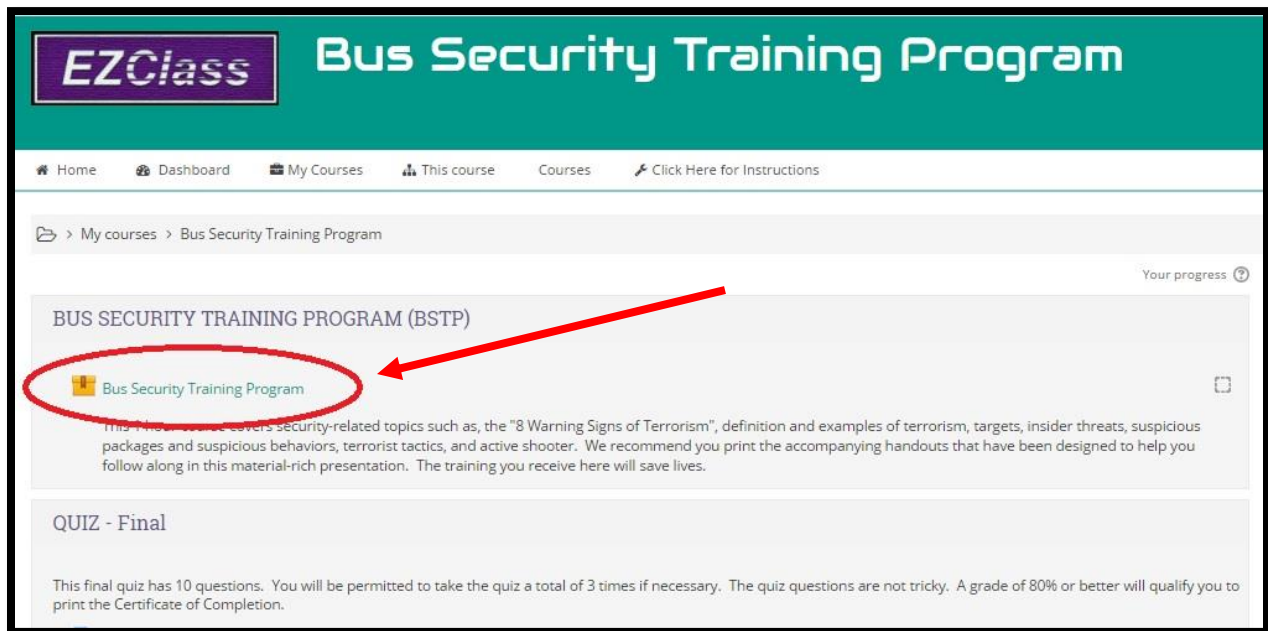 EZClass
Bus Security Training Program
Home Dashboard My Courses This course Courses Click Here for Instructions
> My courses > Bus Security Training Program
Your progress
BUS SECURITY TRAINING PROGRAM (BSTP)
Bus Security Training Program
This hour course covers security-related topics such as, the "8 Warning Signs of Terrorism", definition and examples of terrorism, targets, insider threats, suspicious
packages and suspicious behaviors, terrorist tactics, and active shooter. We recommend you print the accompanying handouts that have been designed to help you
follow along in this material-rich presentation. The training you receive here will save lives.
QUIZ - Final
This final quiz has 10 questions. You will be permitted to take the quiz a total of 3 times if necessary. The quiz questions are not tricky. A grade of 80% or better will qualify you to
print the Certificate of Completion.